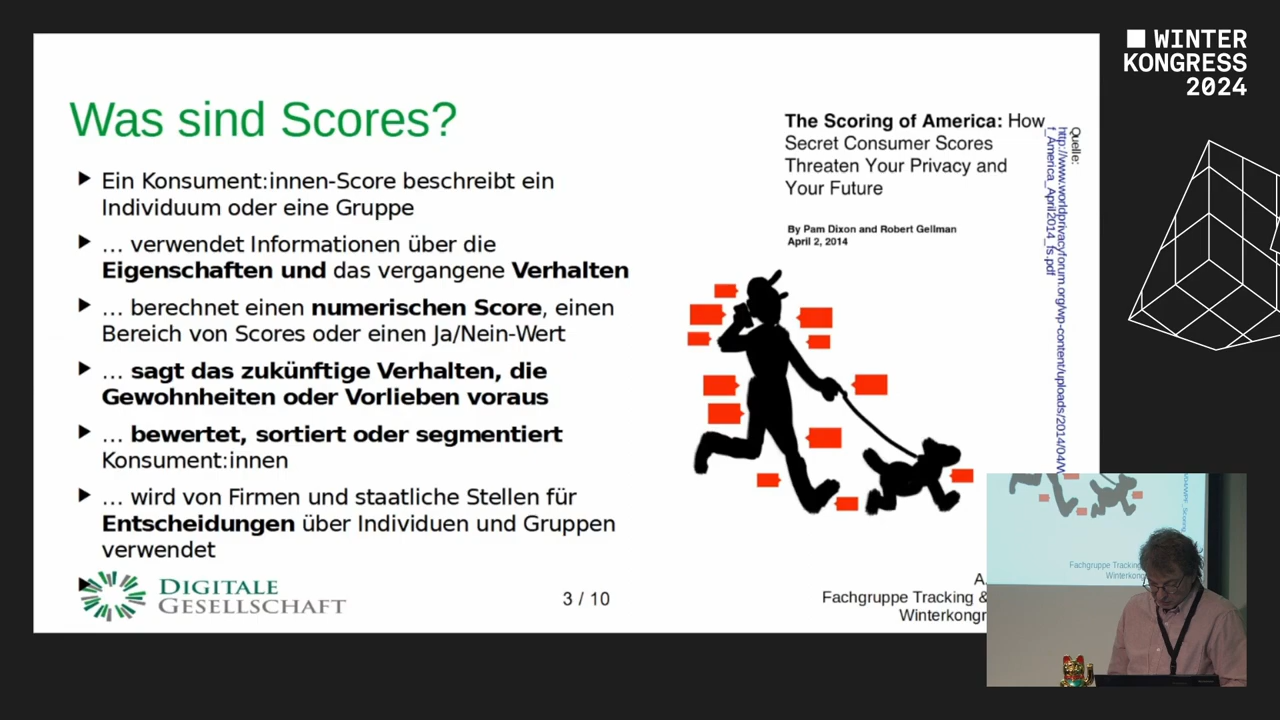 WINTER
KONGRESS
2024
Was sind Scores?
Ein Konsument:innen-Score beschreibt ein
Individuum oder eine Gruppe
… verwendet Informationen über die
Eigenschaften und das vergangene Verhalten
… berechnet einen numerischen Score, einen
Bereich von Scores oder einen Ja/Nein-Wert
… sagt das zukünftige Verhalten, die
Gewohnheiten oder Vorlieben voraus
… bewertet, sortiert oder segmentiert
Konsument:innen
… wird von Firmen und staatliche Stellen für
Entscheidungen über Individuen und Gruppen
verwendet
The Scoring of America: How
Secret Consumer Scores
Threaten Your Privacy and
Your Future
By Pam Dixon and Robert Gellman
April 2, 2014
Quelle:
http://www.worldprivacyforum.org/wp-content/uploads/2014/04/W
f_America_April2014_fs.pdf
DIGITALE
GESELLSCHAFT
3 / 10
A.
Fachgruppe Tracking &
Winterkongr
Fachgruppe Tracking
Winterkong